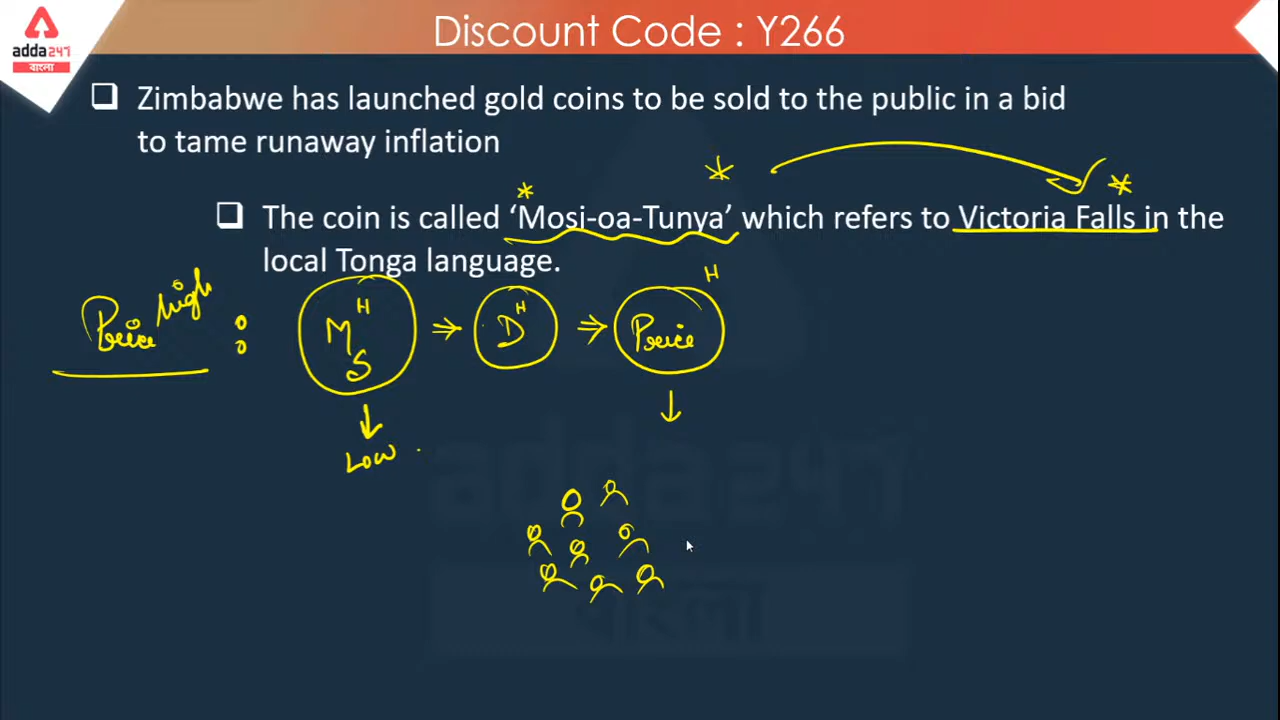 Discount Code : Y266
adda247
বাংলা
❑ Zimbabwe has launched gold coins to be sold to the public in a bid
to tame runaway inflation
❑ The coin is called ‘Mosi-oa-Tunya’ which refers to Victoria Falls in the
local Tonga language.
Price high : M S H ⇒ D H ⇒ Price H
Low
adda247
বাংলা